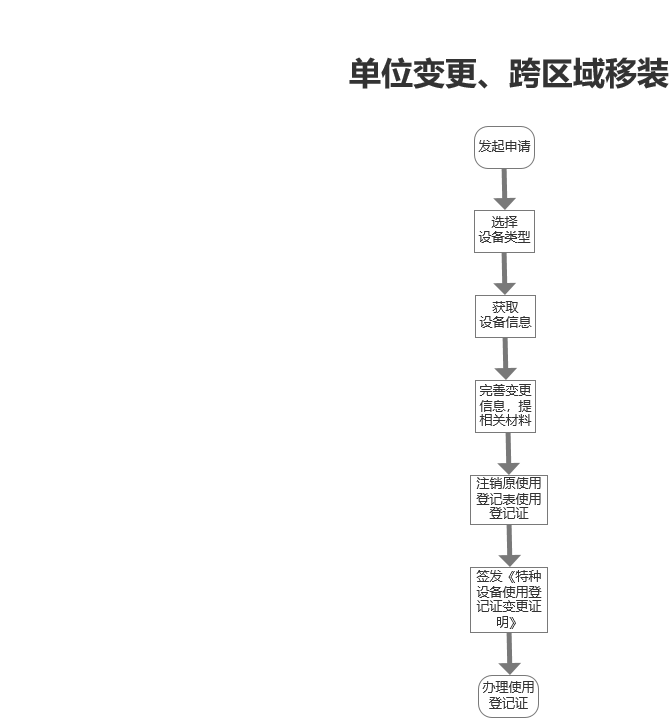 单位变更、跨区域移装
发起申请
选择
设备类型
获取
设备信息
完善变更
信息，提
相关材料
注销原使用
登记表使用
登记证
签发《特种
设备使用登
记证变更证
明》
办理使用
登记证